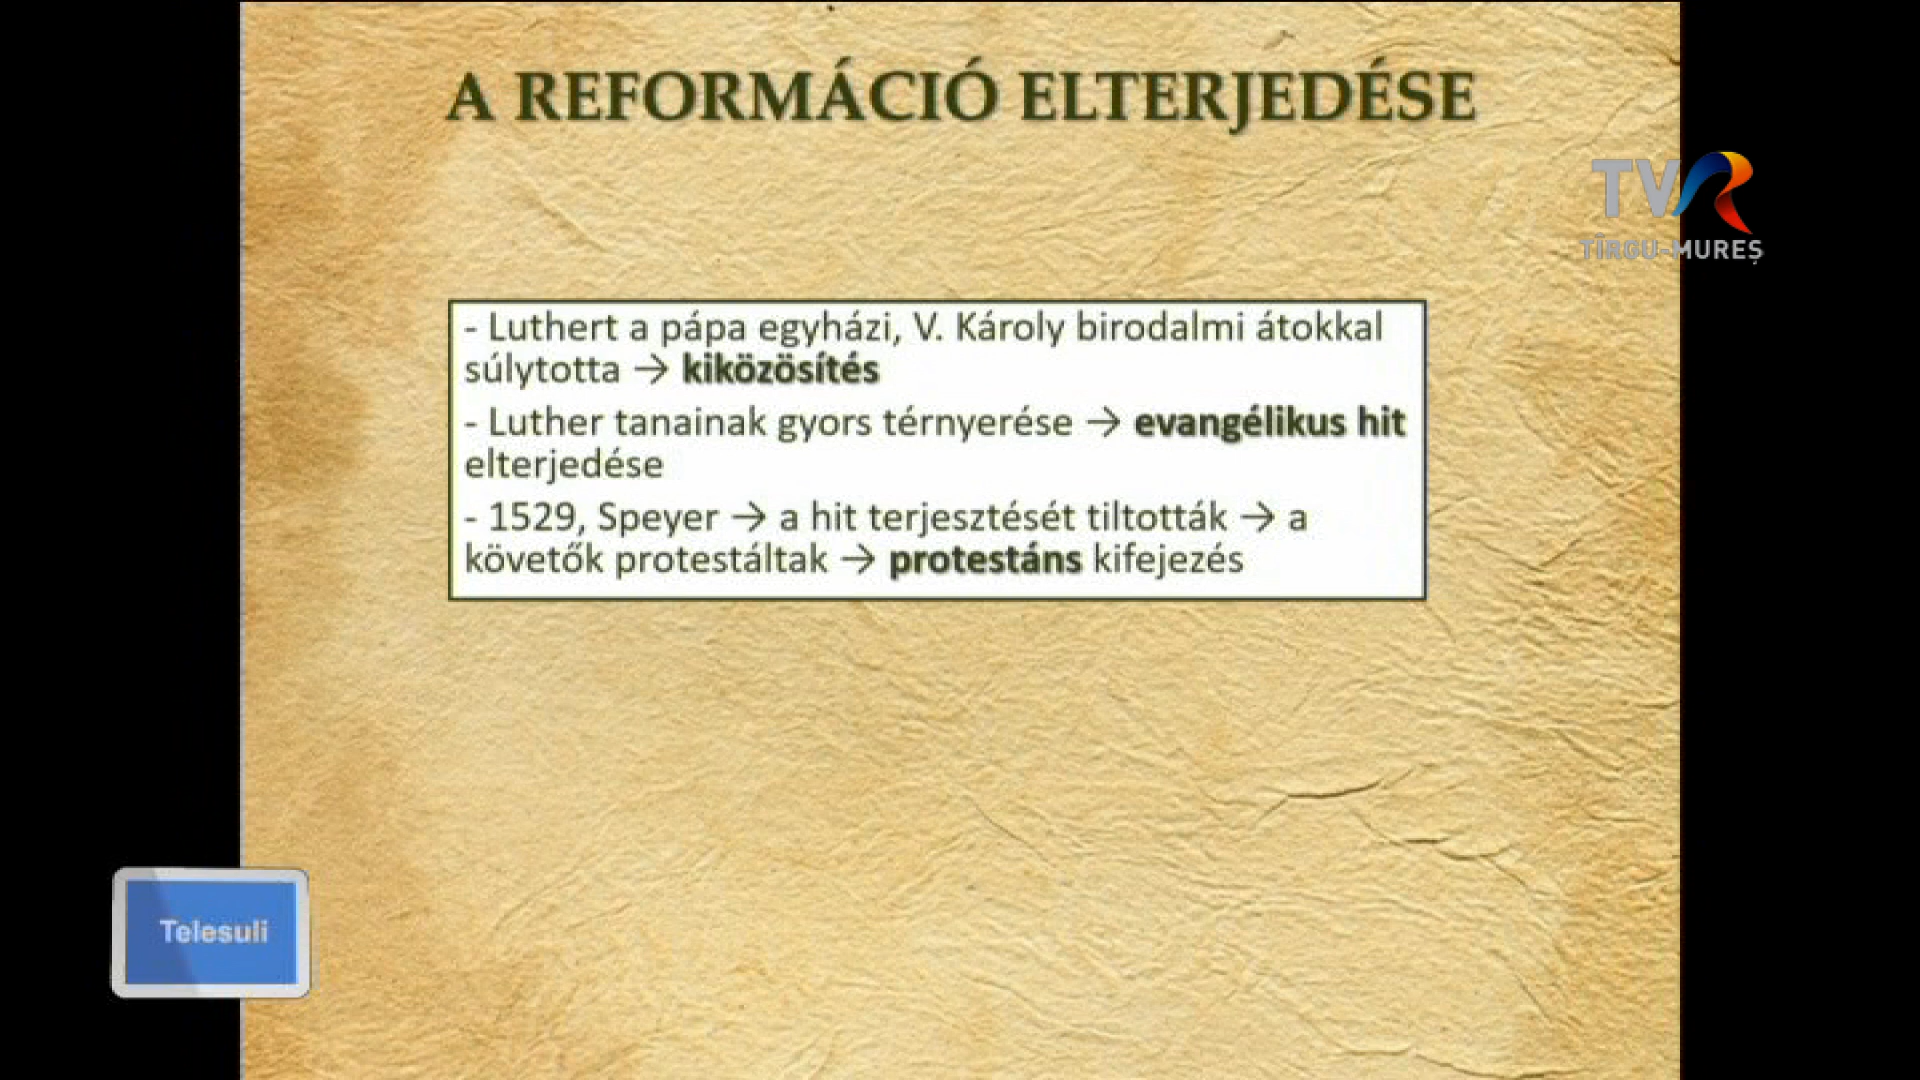 A REFORMÁCIÓ ELTERJEDÉSE
TVR
TÎRGU-MUREȘ
- Luthert a pápa egyházi, V. Károly birodalmi átokkal
súlytotta → kiközösítés
- Luther tanainak gyors térnyerése → evangélikus hit
elterjedése
- 1529, Speyer → a hit terjesztését tiltották → a
követők protestáltak → protestáns kifejezés
Telesuli